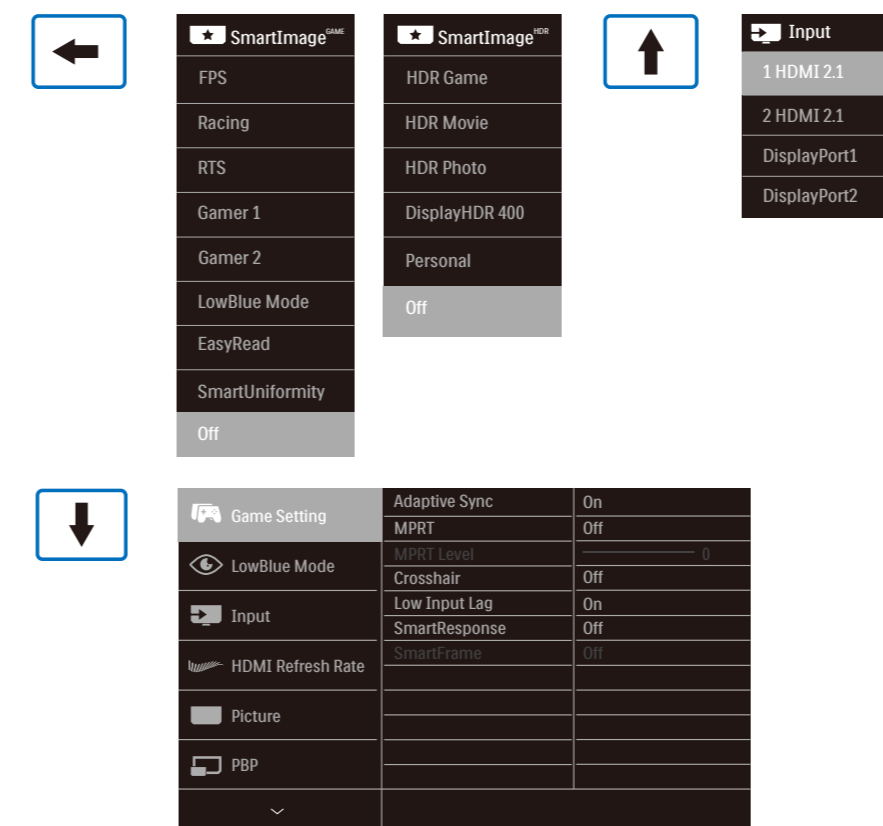 SmartImage GAME
FPS
Racing
RTS
Gamer 1
Gamer 2
LowBlue Mode
EasyRead
SmartUniformity
Off
SmartImage HDR
HDR Game
HDR Movie
HDR Photo
DisplayHDR 400
Personal
Off
Input
1 HDMI 2.1
2 HDMI 2.1
DisplayPort1
DisplayPort2
Game Setting
LowBlue Mode
Input
HDMI Refresh Rate
Picture
PBP
Adaptive Sync On
MPRT Off
MPRT Level 0
Crosshair Off
Low Input Lag On
SmartResponse Off
SmartFrame Off